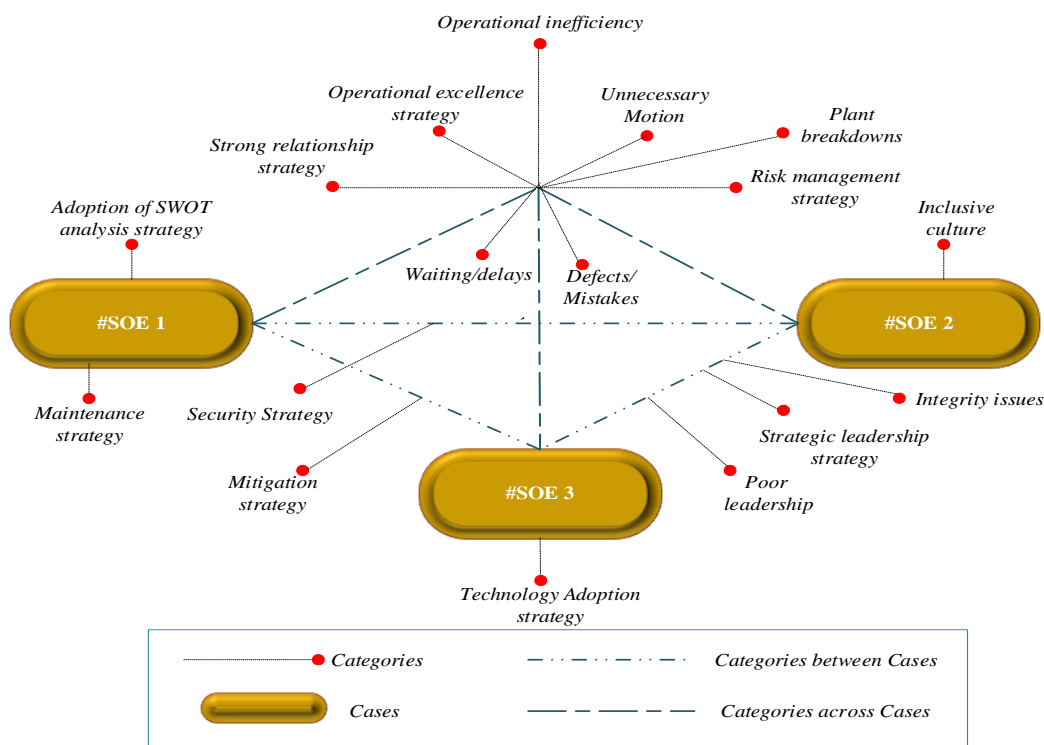 Operational inefficiency
Operational excellence
strategy
Unnecessary
Motion
Plant
breakdowns
Strong relationship
strategy
Risk management
strategy
Adoption of SWOT
analysis strategy
Inclusive
culture
Waiting/delays
Defects/
Mistakes
#SOE 1
#SOE 2
Maintenance
strategy
Security Strategy
Integrity issues
Strategic leadership
strategy
Mitigation
strategy
Poor
leadership
#SOE 3
Technology Adoption
strategy
Categories
Categories between Cases
Cases
Categories across Cases